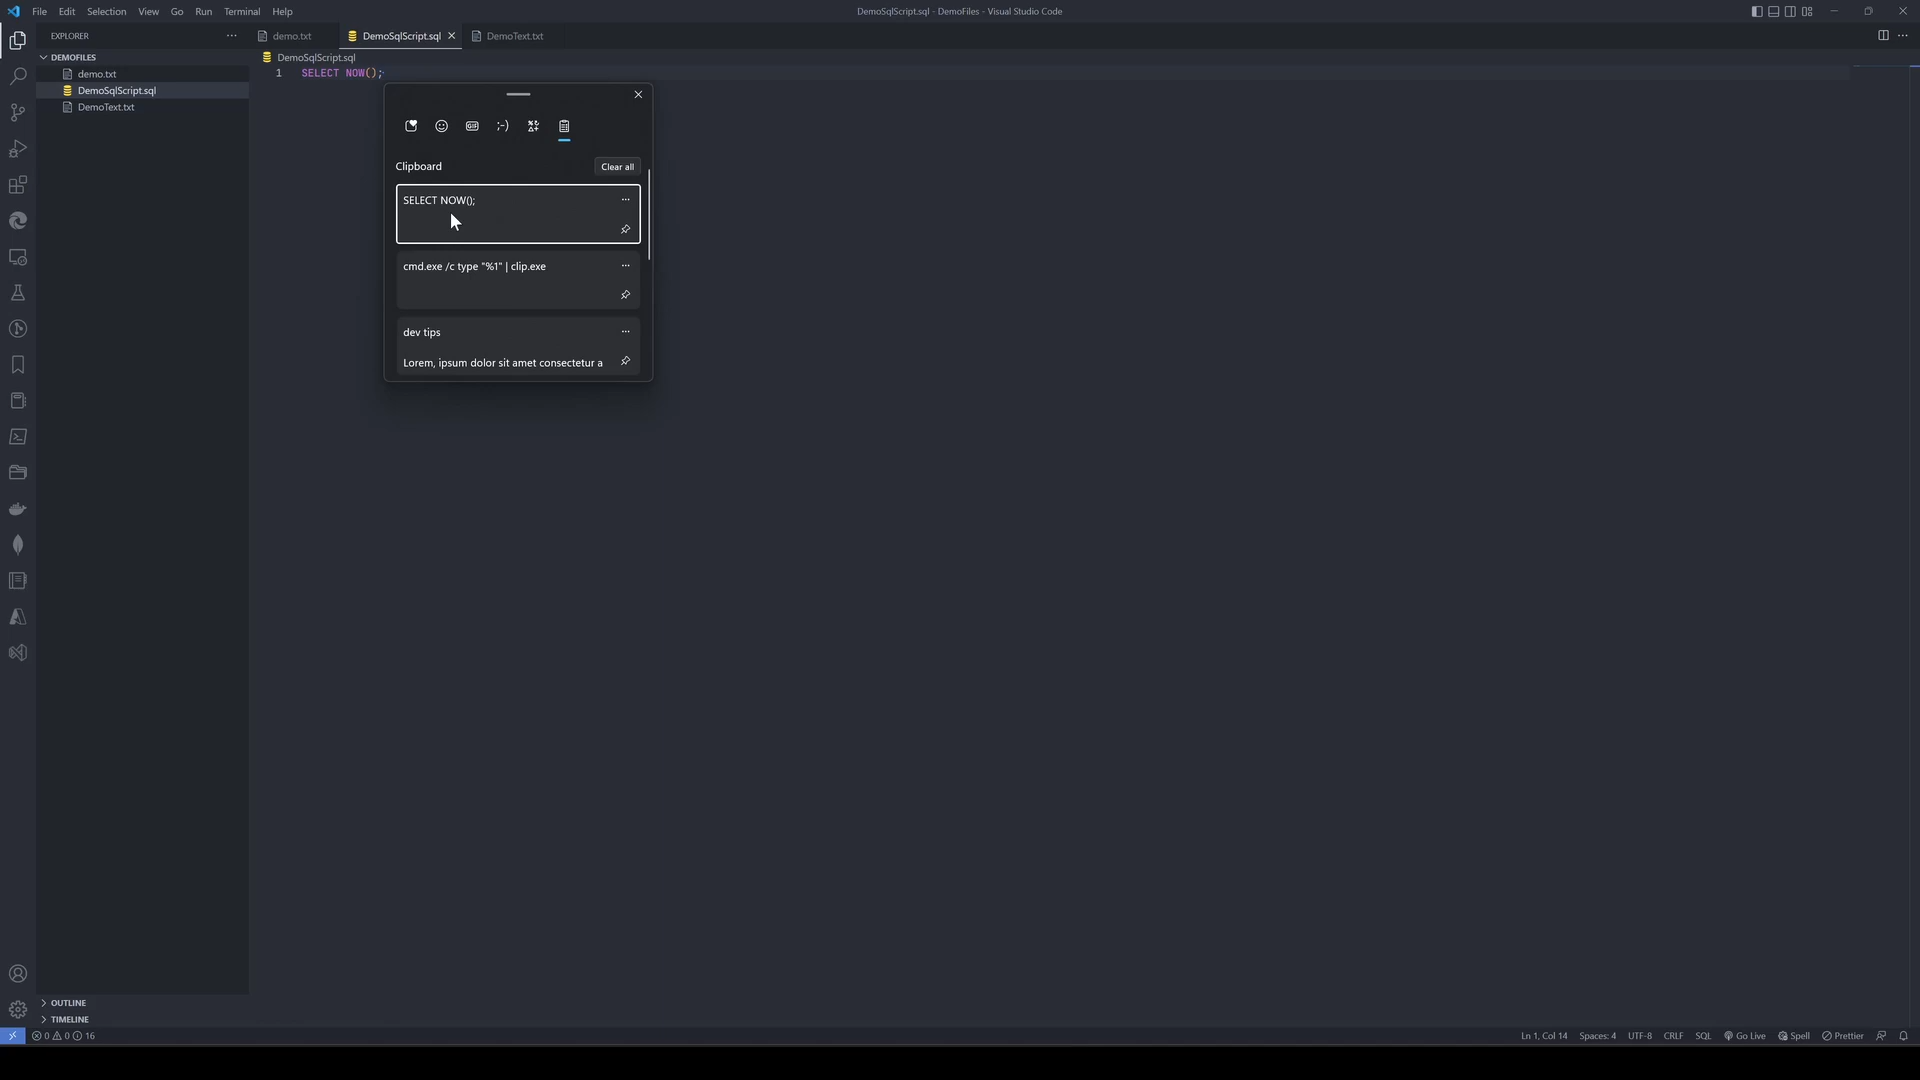 File Edit Selection View Go Run Terminal Help
DemoSqlScript.sql - DemoFiles - Visual Studio Code
EXPLORER
demo.txt
DemoSqlScript.sql
DemoText.txt
DEMOFILES
demo.txt
DemoSqlScript.sql
DemoText.txt
DemoSqlScript.sql
1 SELECT NOW();
GIF
;-)
Clipboard
Clear all
SELECT NOW();
cmd.exe /c type "%1" | clip.exe
dev tips
Lorem, ipsum dolor sit amet consectetur a
OUTLINE
TIMELINE
0 0 16
Ln 1, Col 14 Spaces: 4 UTF-8 CRLF SQL Go Live Spell Prettier